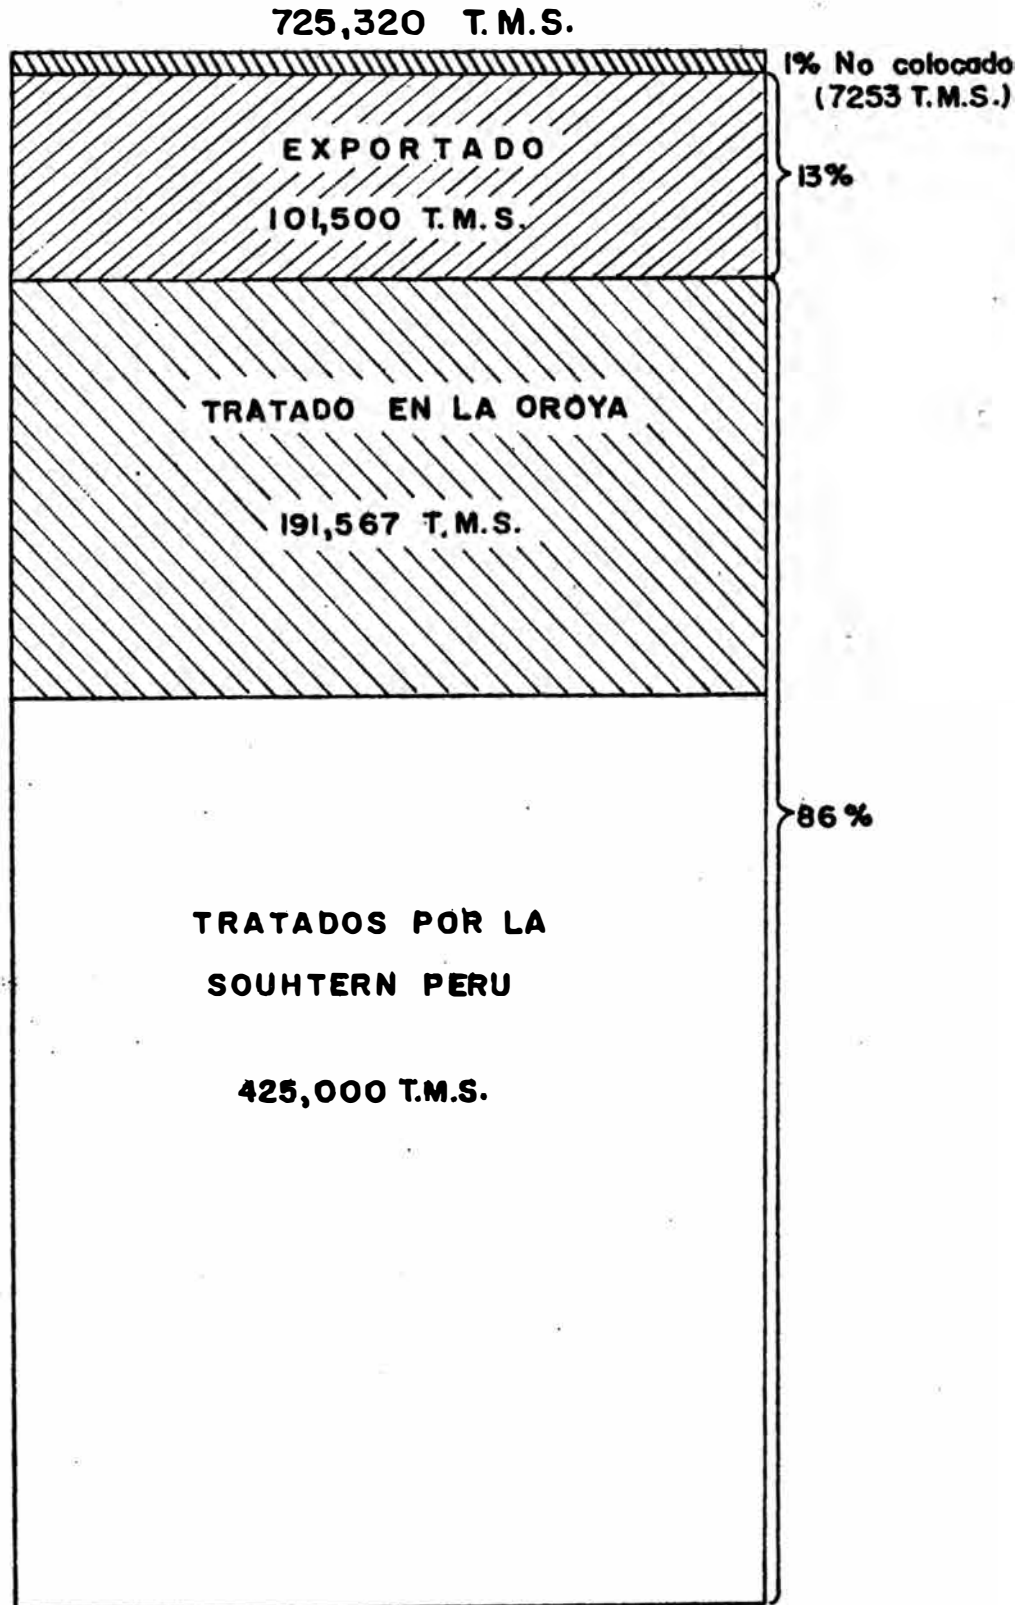 725,320 T.M.S.
1% No colocado
(7253 T.M.S.)
EXPORTADO
13%
101,500 T.M.S.
TRATADO EN LA OROYA
191,567 T.M.S.
86%
TRATADOS POR LA
SOUHTERN PERU
425,000 T.M.S.